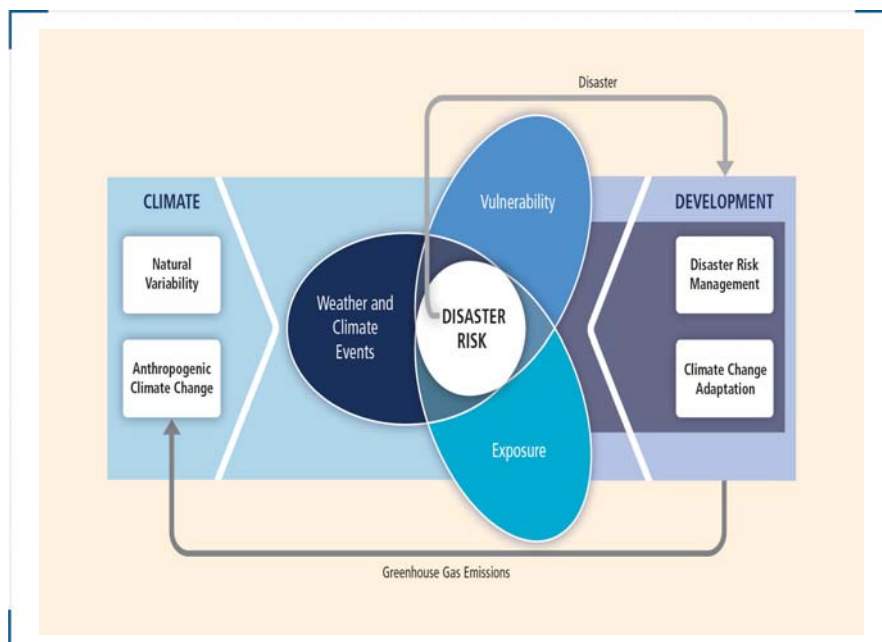 Disaster
CLIMATE
Natural
Variability
Anthropogenic
Climate Change
Weather and
Climate
Events
Vulnerability
DISASTER
RISK
Exposure
DEVELOPMENT
Disaster Risk
Management
Climate Change
Adaptation
Greenhouse Gas Emissions